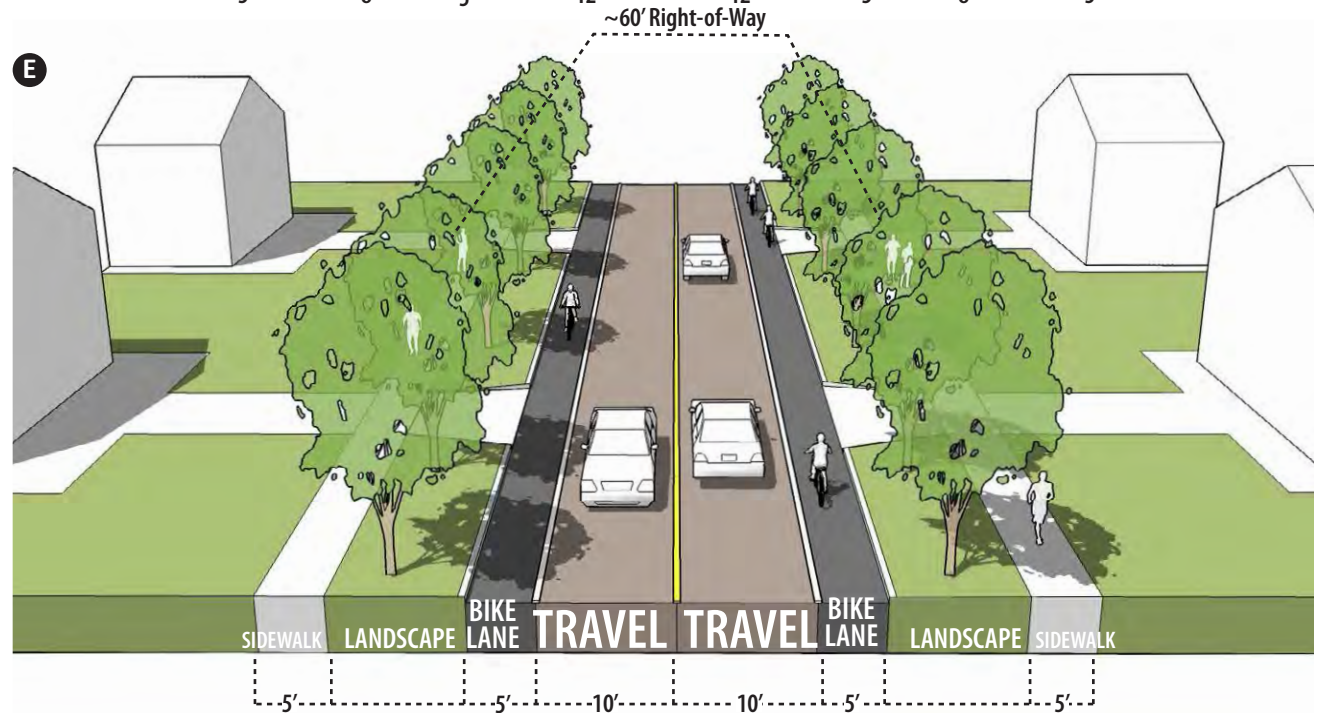 ~60' Right-of-Way
E
SIDEWALK LANDSCAPE BIKE LANE TRAVEL TRAVEL BIKE LANE LANDSCAPE SIDEWALK
5' 5' 10' 10' 5' 5'